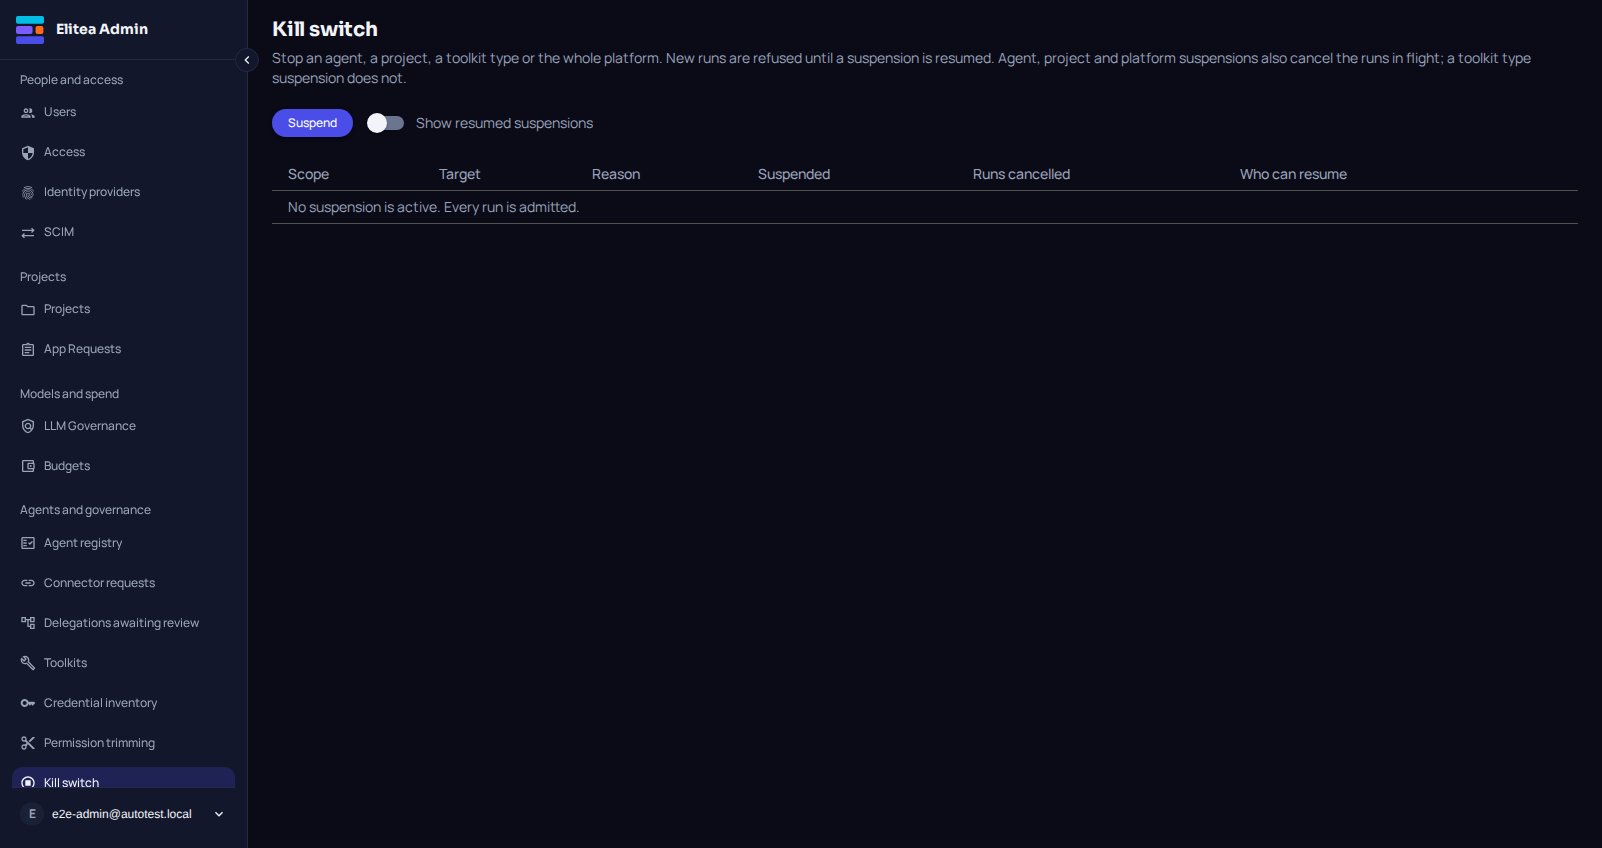 Elitea Admin
People and access
Users
Access
Identity providers
SCIM
Projects
Projects
App Requests
Models and spend
LLM Governance
Budgets
Agents and governance
Agent registry
Connector requests
Delegations awaiting review
Toolkits
Credential inventory
Permission trimming
Kill switch
E e2e-admin@autotest.local
Kill switch
Stop an agent, a project, a toolkit type or the whole platform. New runs are refused until a suspension is resumed. Agent, project and platform suspensions also cancel the runs in flight; a toolkit type
suspension does not.
Suspend Show resumed suspensions
Scope Target Reason Suspended Runs cancelled Who can resume
No suspension is active. Every run is admitted.